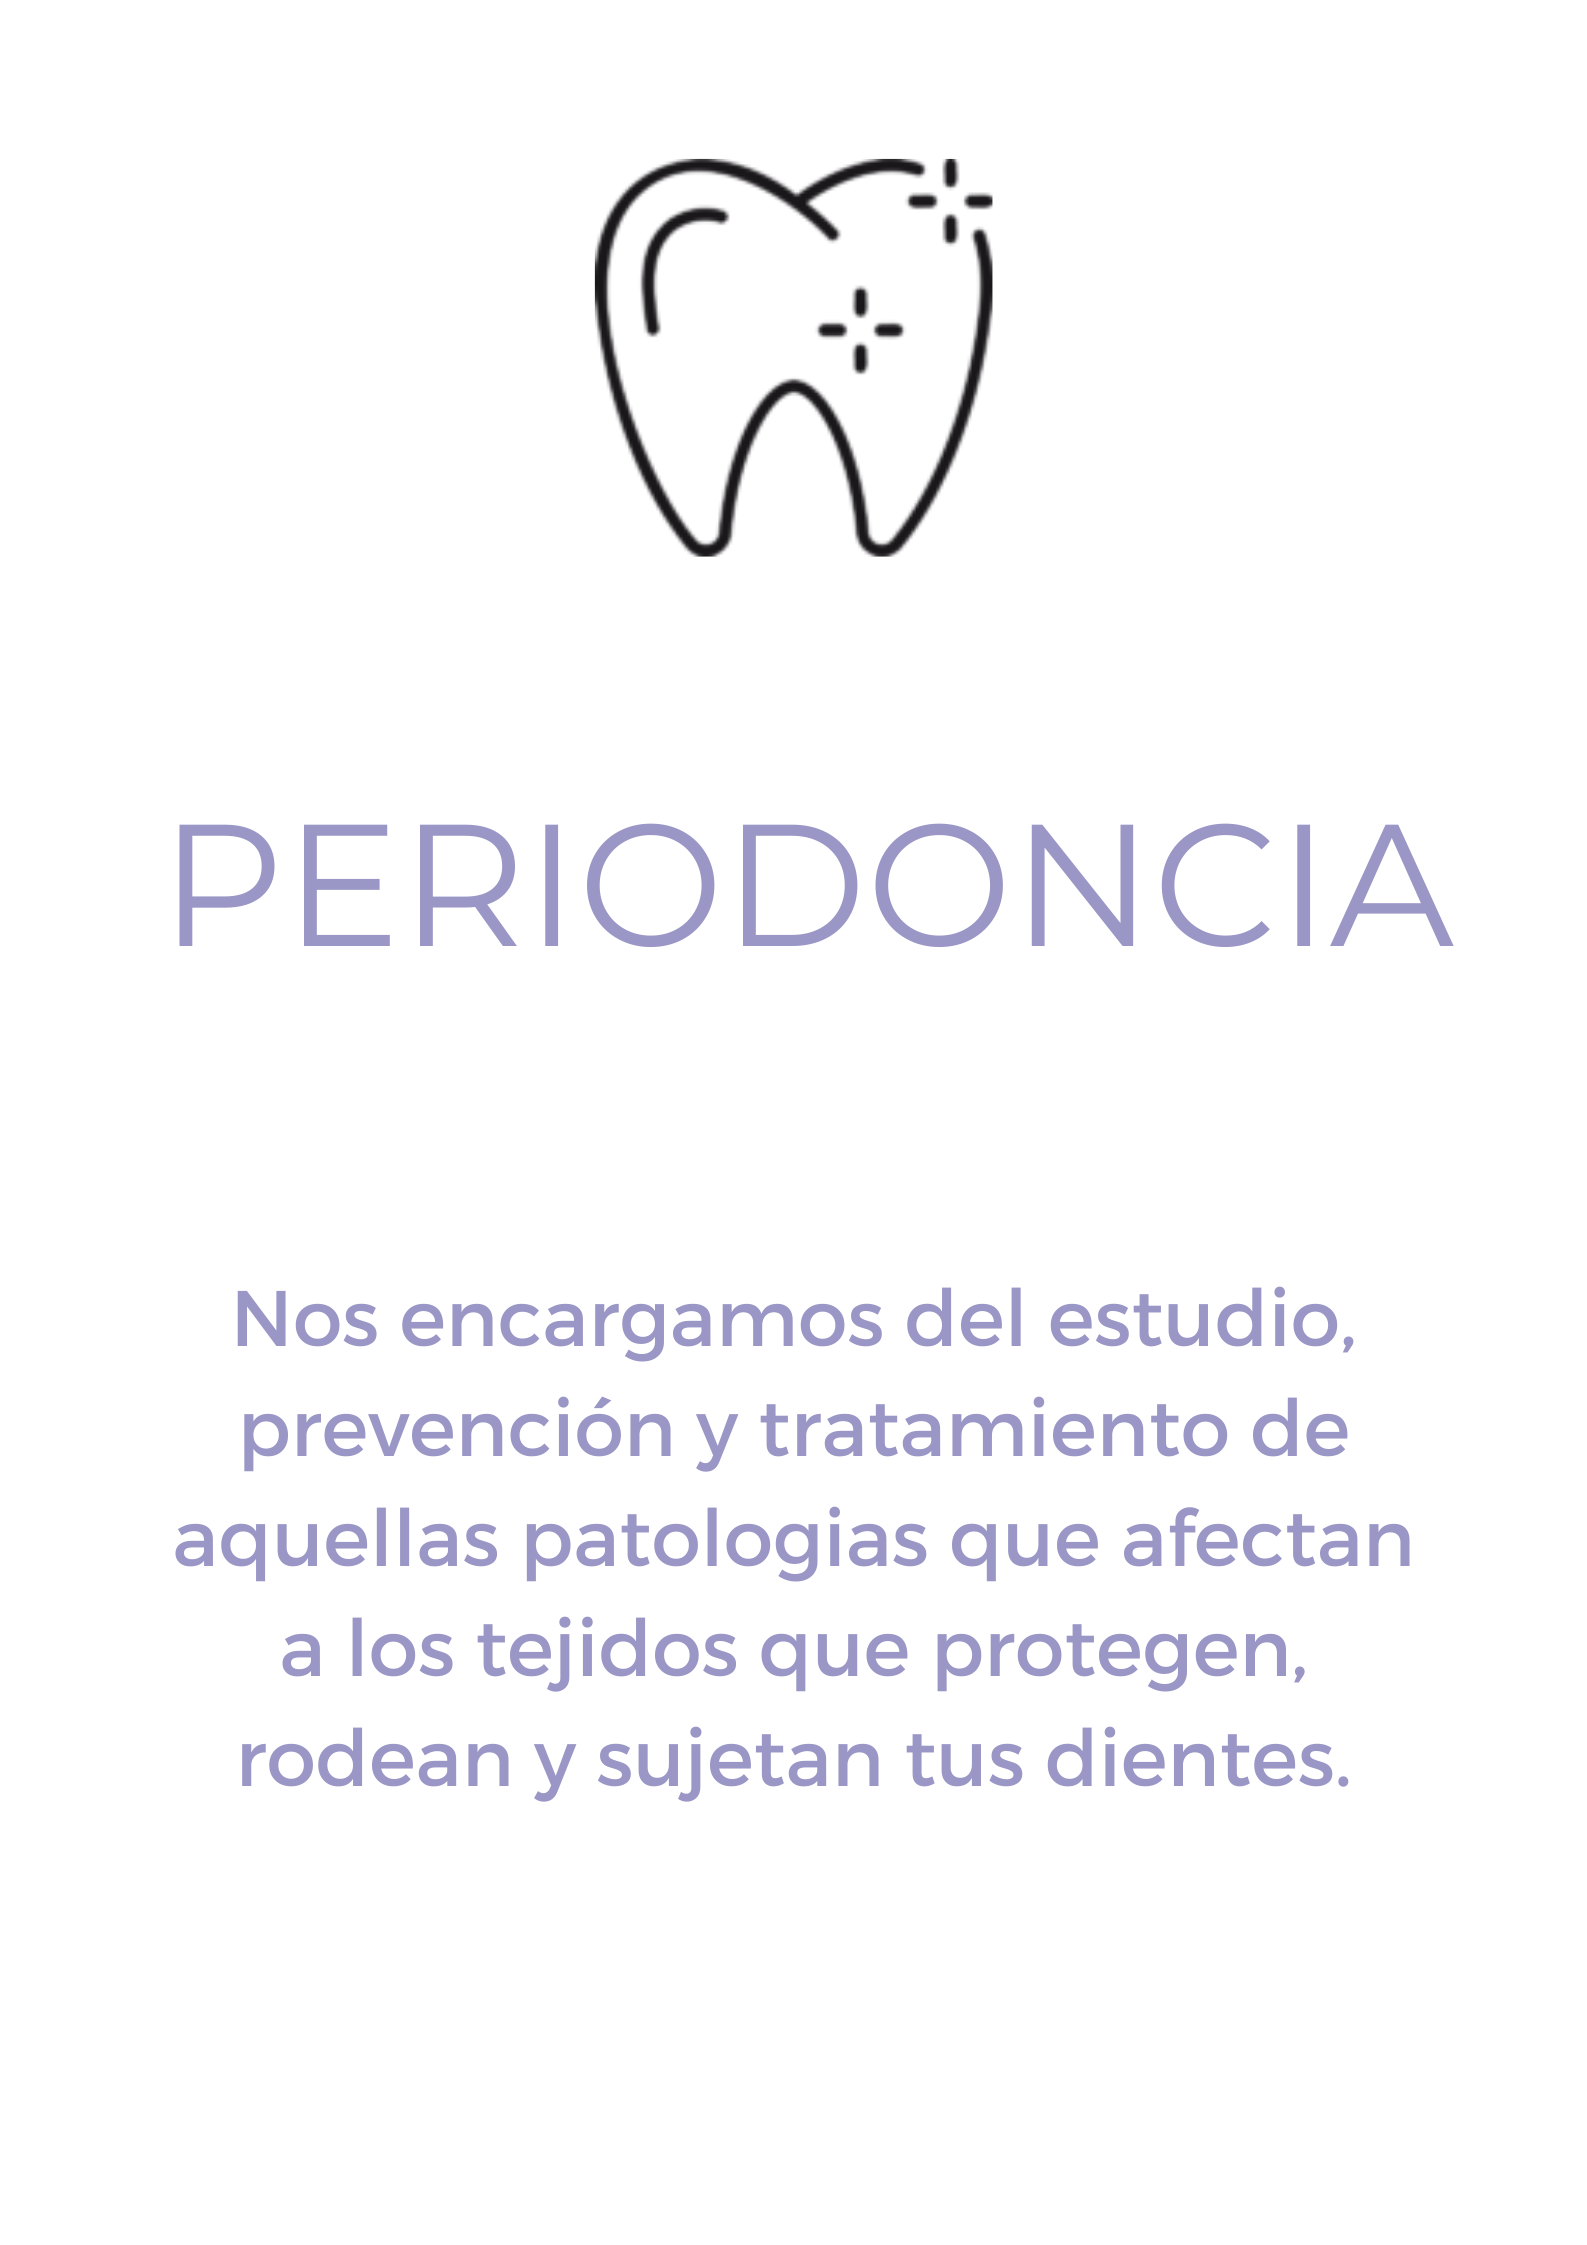 PERIODONCIA
Nos encargamos del estudio,
prevención y tratamiento de
aquellas patologias que afectan
a los tejidos que protegen,
rodean y sujetan tus dientes.